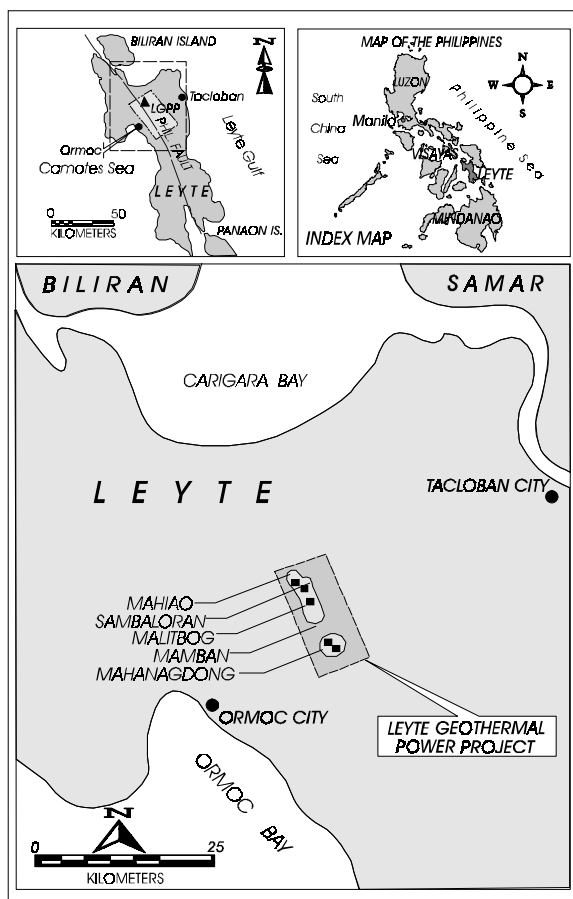 BILIRAN ISLAND
N
Tacloban
LGPP
PHIL. FAULT
Ormoc
Camates Sea
Leyte Gulf
LEYTE
0 50
KILOMETERS
PANAON IS.
MAP OF THE PHILIPPINES
LUZON
N
W E
S
South
China
Sea
Manila
Philippine Sea
VISAYAS
LEYTE
MINDANAO
INDEX MAP
BILIRAN
SAMAR
CARIGARA BAY
LEYTE
TACLOBAN CITY
MAHIAO
SAMBALORAN
MALITBOG
MAMBAN
MAHANAGDONG
ORMOC CITY
LEYTE GEOTHERMAL
POWER PROJECT
ORMOC BAY
N
0 25
KILOMETERS